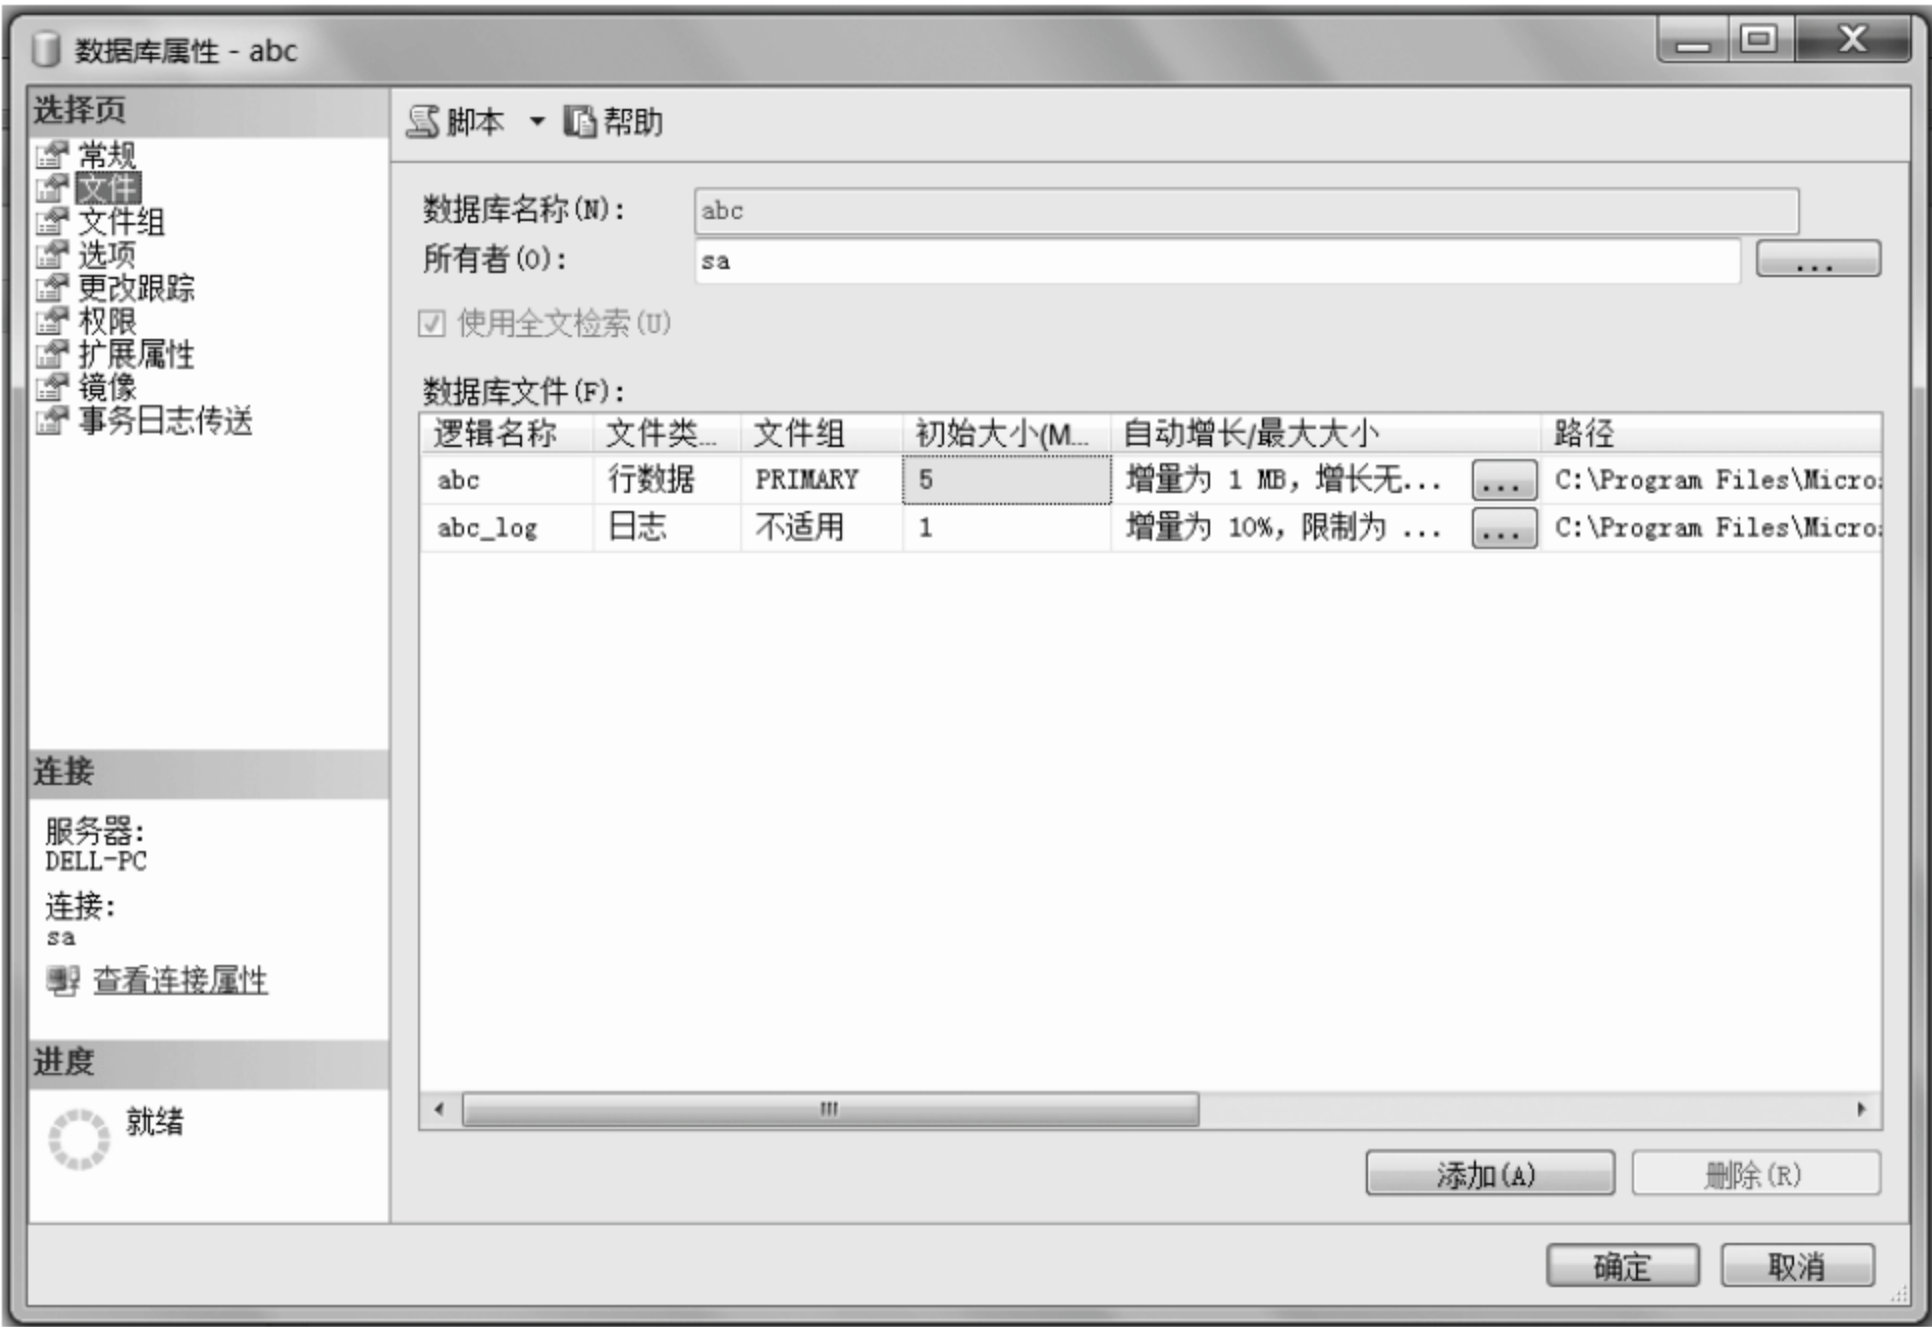 数据库属性 - abc
选择页
常规
文件
文件组
选项
更改跟踪
权限
扩展属性
镜像
事务日志传送
连接
服务器:
DELL-PC
连接:
sa
查看连接属性
进度
就绪
脚本 帮助
数据库名称(N): abc
所有者(O): sa ...
使用全文检索(U)
数据库文件(F):
逻辑名称 文件类... 文件组 初始大小(M... 自动增长/最大大小 路径
abc 行数据 PRIMARY 5 增量为 1 MB，增长无... ... C:\Program Files\Micro
abc_log 日志 不适用 1 增量为 10%，限制为 ... ... C:\Program Files\Micro
添加(A) 删除(R)
确定 取消